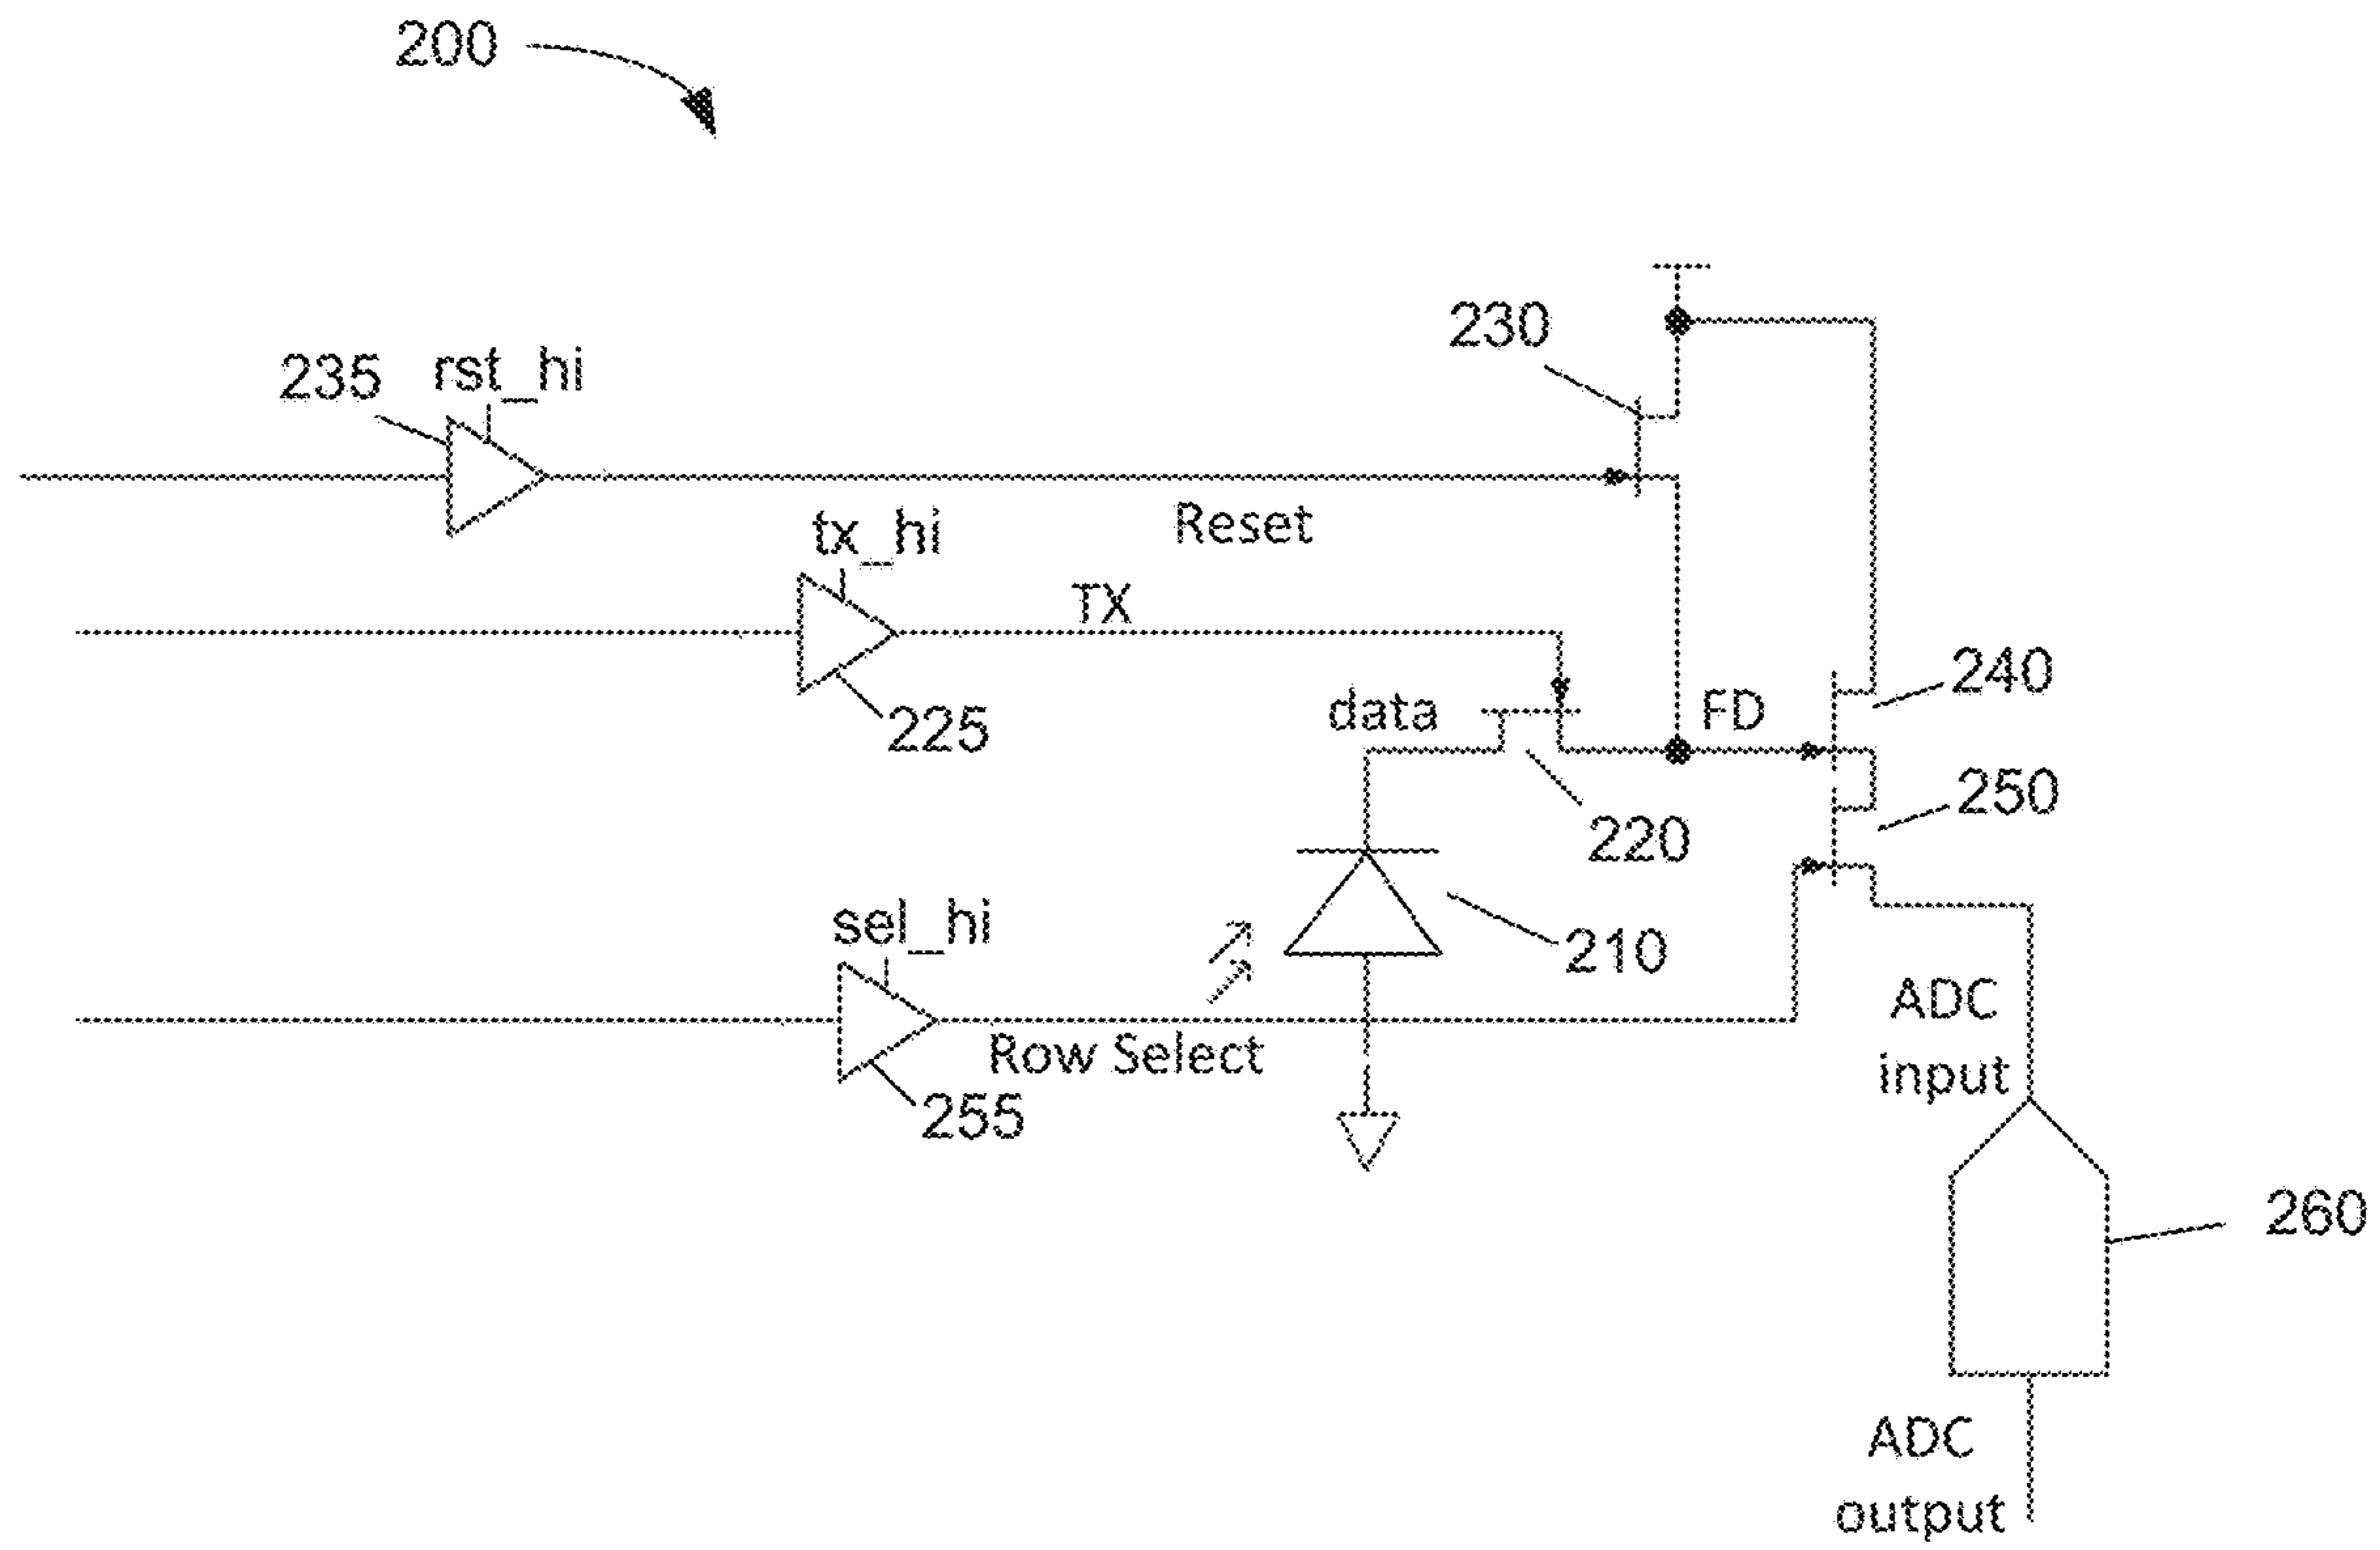 200
230
235
rst_hi
Reset
tx_hi
TX
225
data
FD
240
250
220
210
sel_hi
Row Select
255
ADC
input
260
ADC
output